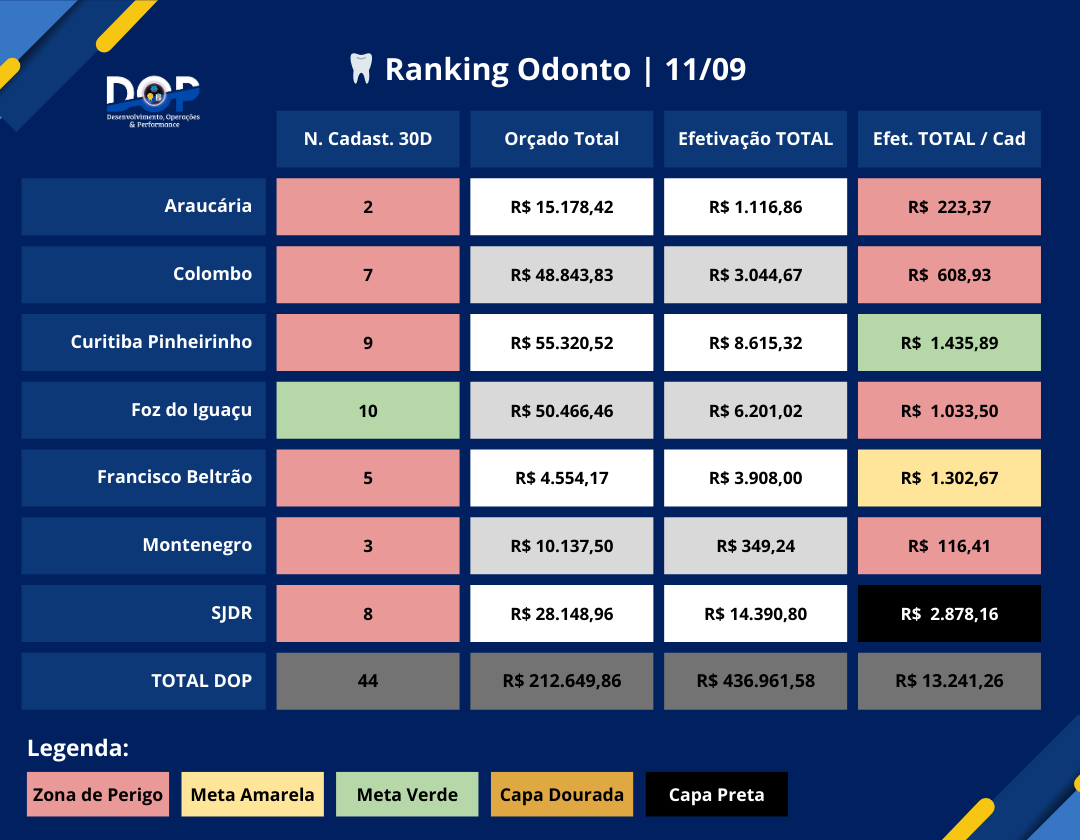 🦷 Ranking Odonto | 11/09
DOP
Desenvolvimento, Operações
& Performance
N. Cadast. 30D Orçado Total Efetivação TOTAL Efet. TOTAL / Cad
Araucária 2 R$ 15.178,42 R$ 1.116,86 R$ 223,37
Colombo 7 R$ 48.843,83 R$ 3.044,67 R$ 608,93
Curitiba Pinheirinho 9 R$ 55.320,52 R$ 8.615,32 R$ 1.435,89
Foz do Iguaçu 10 R$ 50.466,46 R$ 6.201,02 R$ 1.033,50
Francisco Beltrão 5 R$ 4.554,17 R$ 3.908,00 R$ 1.302,67
Montenegro 3 R$ 10.137,50 R$ 349,24 R$ 116,41
SJDR 8 R$ 28.148,96 R$ 14.390,80 R$ 2.878,16
TOTAL DOP 44 R$ 212.649,86 R$ 436.961,58 R$ 13.241,26
Legenda:
Zona de Perigo Meta Amarela Meta Verde Capa Dourada Capa Preta